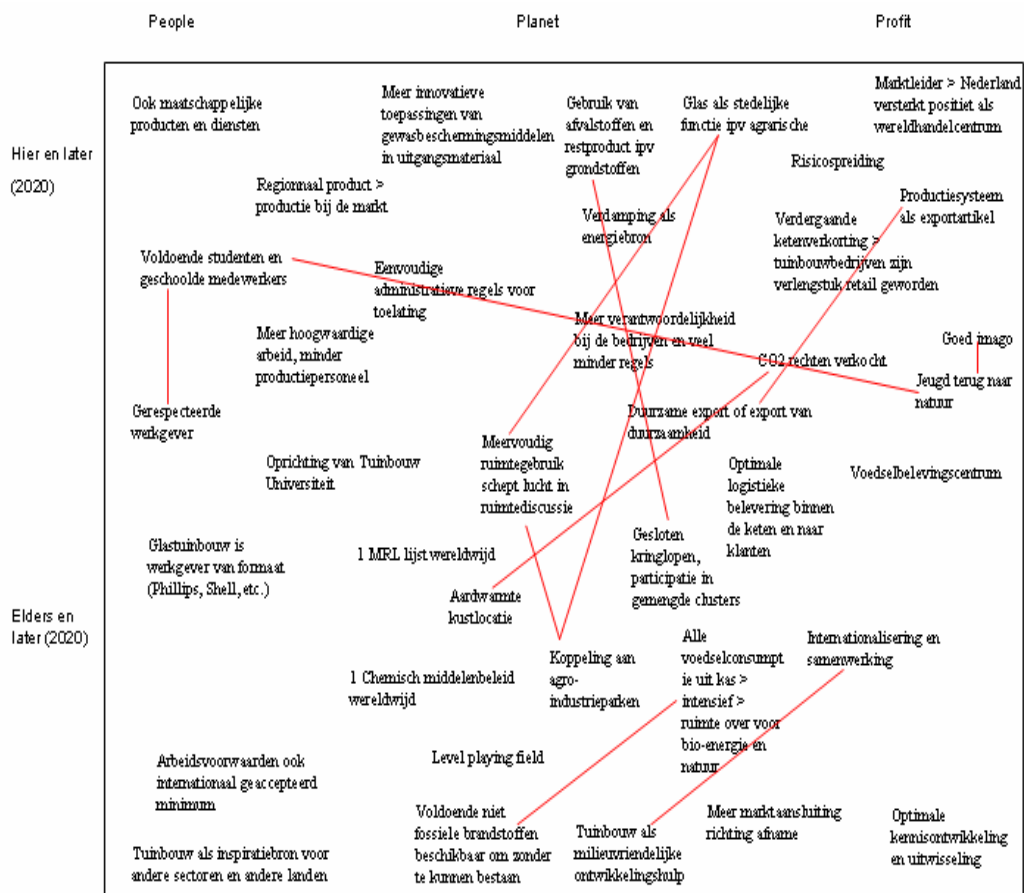 People
Planet
Profit
Hier en later
(2020)
Elders en
later (2020)
Ook maatschappelijke
producten en diensten
Meer innovatieve
toepassingen van
gewasbeschermingsmiddelen
in uitgangsmateriaal
Gebruik van
afvalstoffen en
restproduct ipv
grondstoffen
Glas als stedelijke
functie ipv agrarische
Marktleider > Nederland
versterkt positiet als
wereldhandelcentrum
Risicospreiding
Regionnaal product >
productie bij de markt
Verdamping als
energiebron
Verdergaande
ketenverkorting >
tuinbouwbedrijven zijn
verlengstuk retail geworden
Productiesysteem
als exportartikel
Voldoende studenten en
geschoolde medewerkers
Eenvoudige
administratieve regels voor
toelating
Meer hoogwaardige
arbeid, minder
productiepersoneel
Meer verantwoordelijkheid
bij de bedrijven en veel
minder regels
CO2 rechten verkocht
Goed imago
Jeugd terug naar
natuur
Gerespecteerde
werkgever
Duurzame export of export van
duurzaamheid
Oprichting van Tuinbouw
Universiteit
Meervoudig
ruimtegebruik
schept lucht in
ruimtediscussie
Optimale
logistieke
belevering binnen
de keten en naar
klanten
Voedselbelevingscentrum
Glastuinbouw is
werkgever van formaat
(Phillips, Shell, etc.)
1 MRL lijst wereldwijd
Gesloten
kringlopen,
participatie in
gemengde clusters
Aardwarmte
kustlocatie
1 Chemisch middelenbeleid
wereldwijd
Koppeling aan
agro-
industrieparken
Alle
voedselconsumpt
ie uit kas >
intensief >
ruimte over voor
bio-energie en
natuur
Internationalisering en
samenwerking
Arbeidsvoorwaarden ook
internationaal geaccepteerd
minimum
Level playing field
Voldoende niet
fossiele brandstoffen
beschikbaar om zonder
te kunnen bestaan
Tuinbouw als
milieuvriendelijke
ontwikkelingshulp
Meer marktaansluiting
richting afname
Optimale
kennisontwikkeling
en uitwisseling
Tuinbouw als inspiratiebron voor
andere sectoren en andere landen